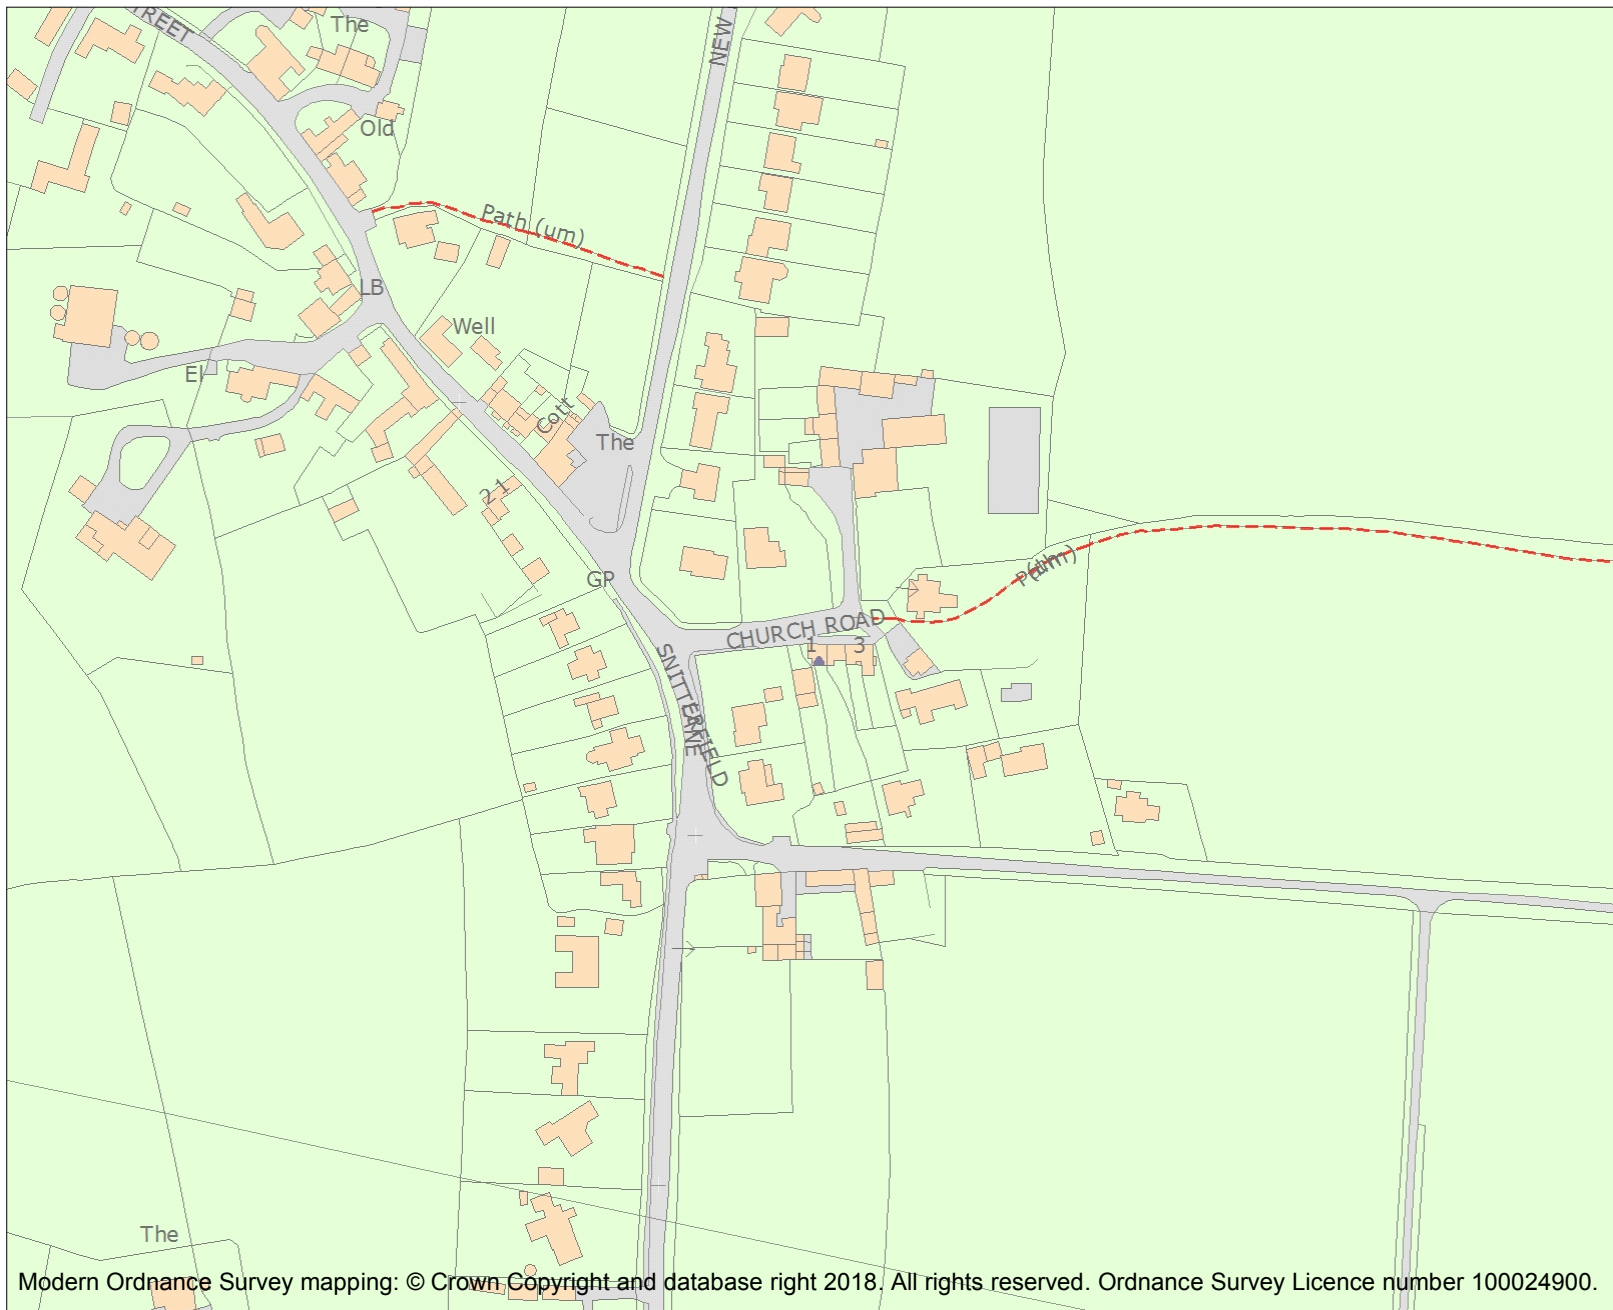 TREET
The
NEW
Old
Path (um)
LB
Well
El
Cott
The
2
1
GP
Path
(um)
CHURCH ROAD
1
3
SNITTERFIELD
LANE
The
Modern Ordnance Survey mapping: © Crown Copyright and database right 2018. All rights reserved. Ordnance Survey Licence number 100024900.